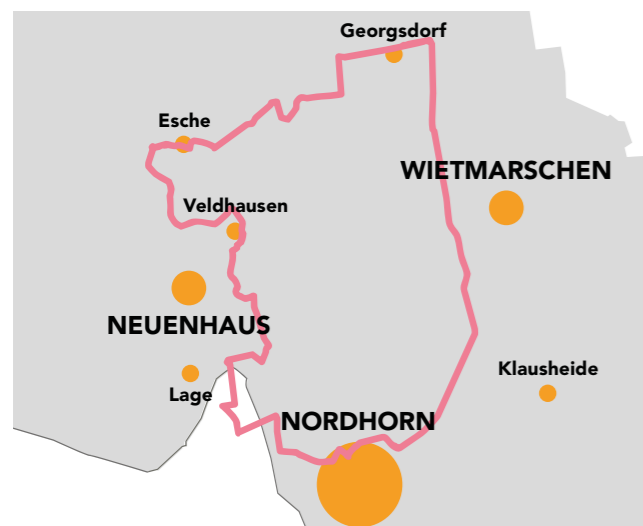 Georgsdorf
Esche
WIETMARSCHEN
Veldhausen
NEUENHAUS
Klausheide
Lage
NORDHORN